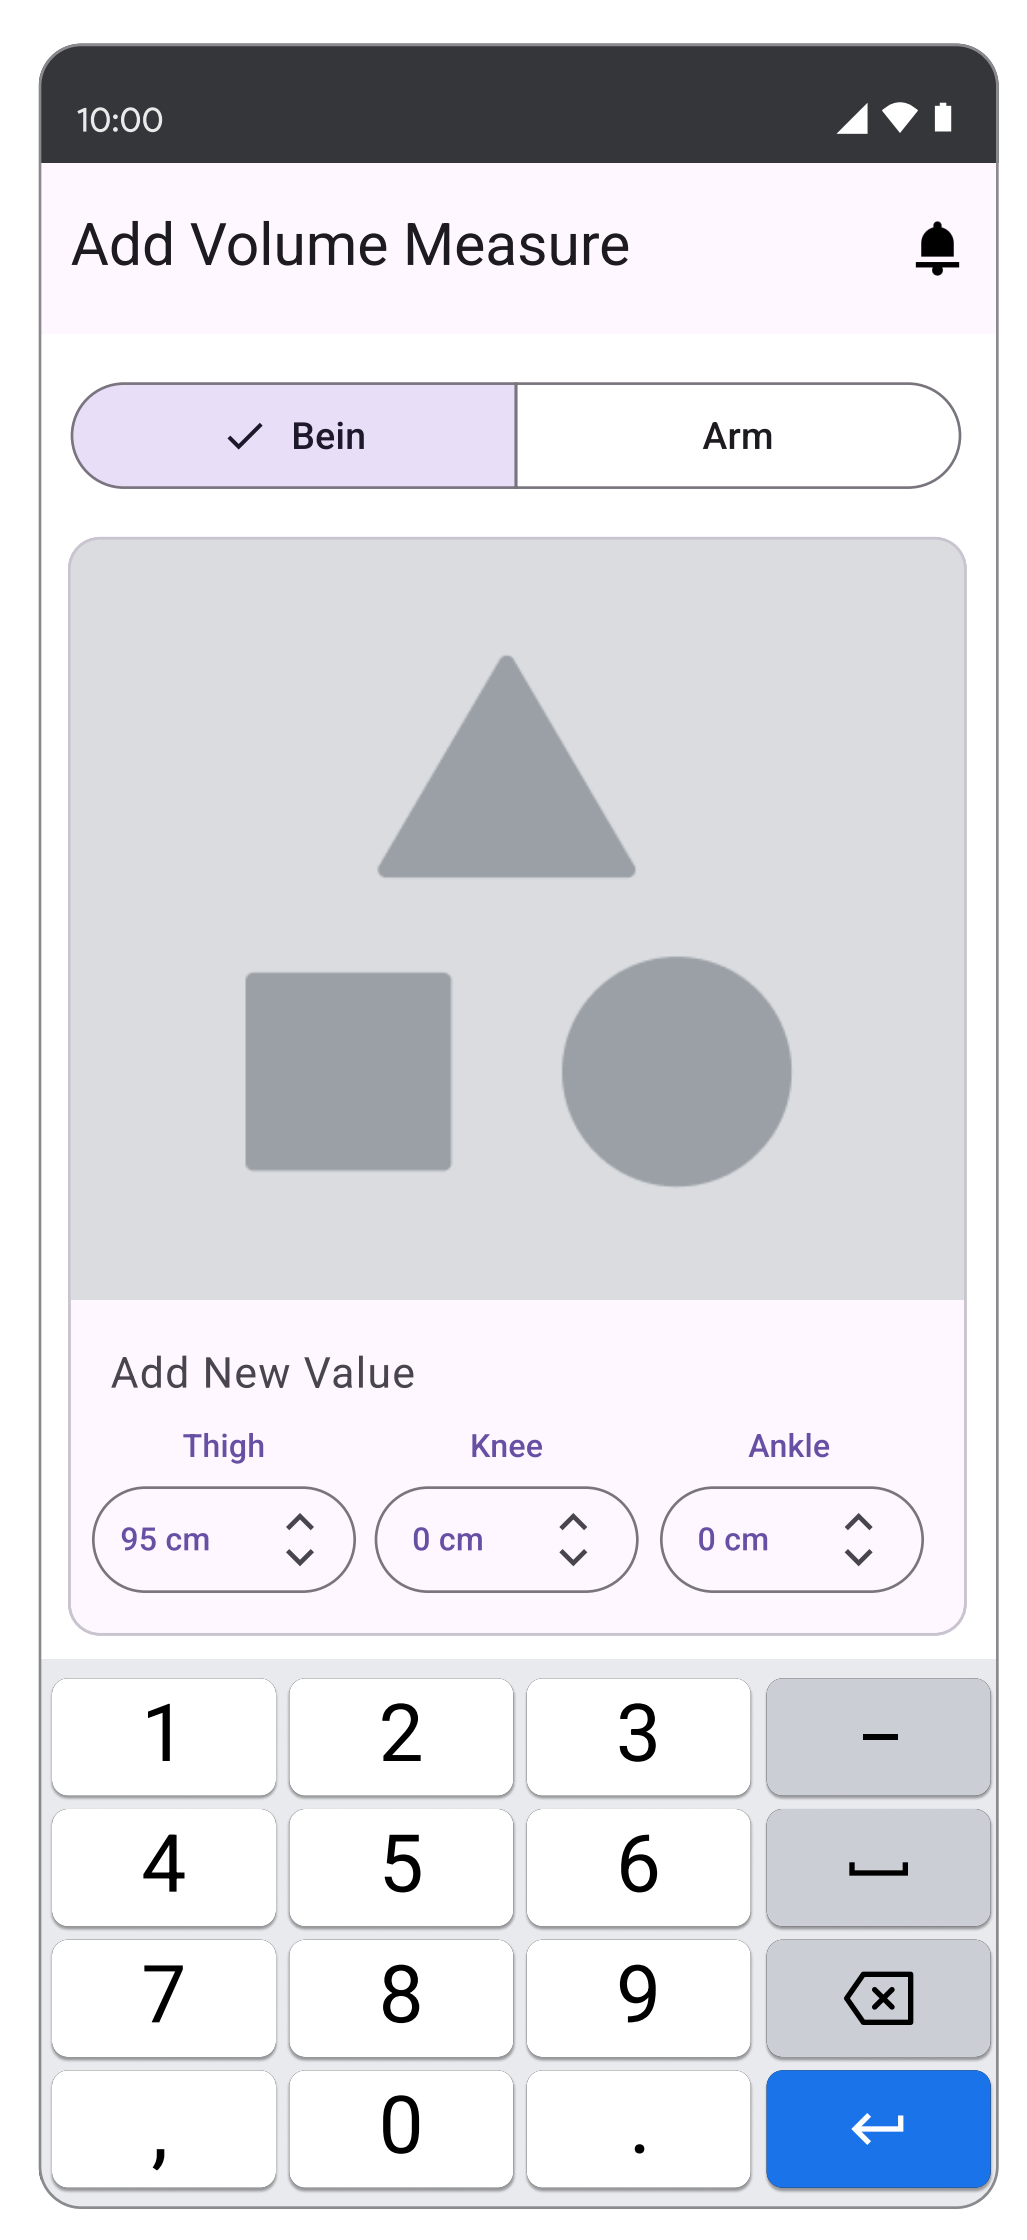 10:00
Add Volume Measure
Bein
Arm
Add New Value
Thigh
Knee
Ankle
95 cm
0 cm
0 cm
1
2
3
–
4
5
6
7
8
9
,
0
.